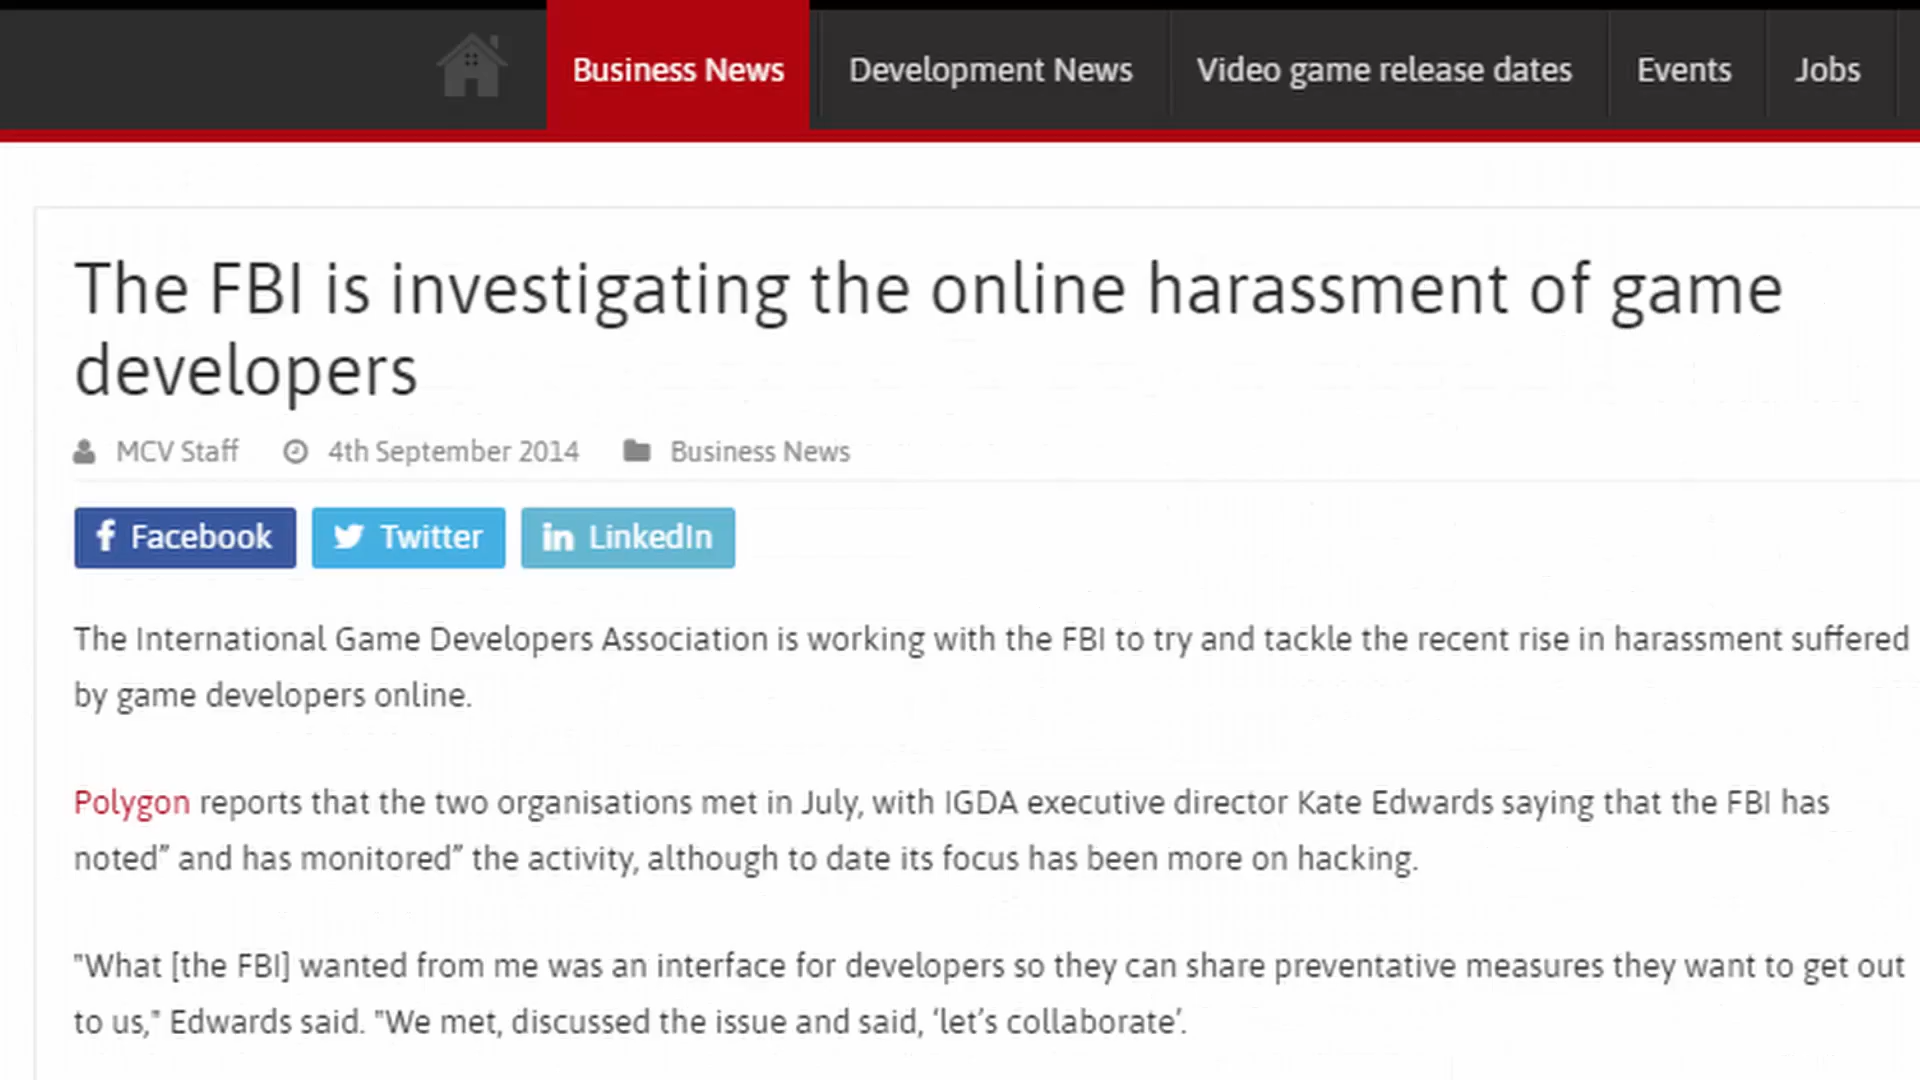 Business News Development News Video game release dates Events Jobs
The FBI is investigating the online harassment of game
developers
MCV Staff 4th September 2014 Business News
Facebook Twitter LinkedIn
The International Game Developers Association is working with the FBI to try and tackle the recent rise in harassment suffered
by game developers online.
Polygon reports that the two organisations met in July, with IGDA executive director Kate Edwards saying that the FBI has
noted” and has monitored” the activity, although to date its focus has been more on hacking.
"What [the FBI] wanted from me was an interface for developers so they can share preventative measures they want to get out
to us," Edwards said. "We met, discussed the issue and said, ‘let’s collaborate’.